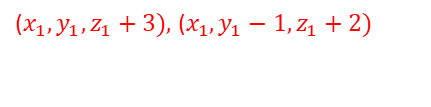 (x₁, y₁, z₁ + 3), (x₁, y₁ − 1, z₁ + 2)